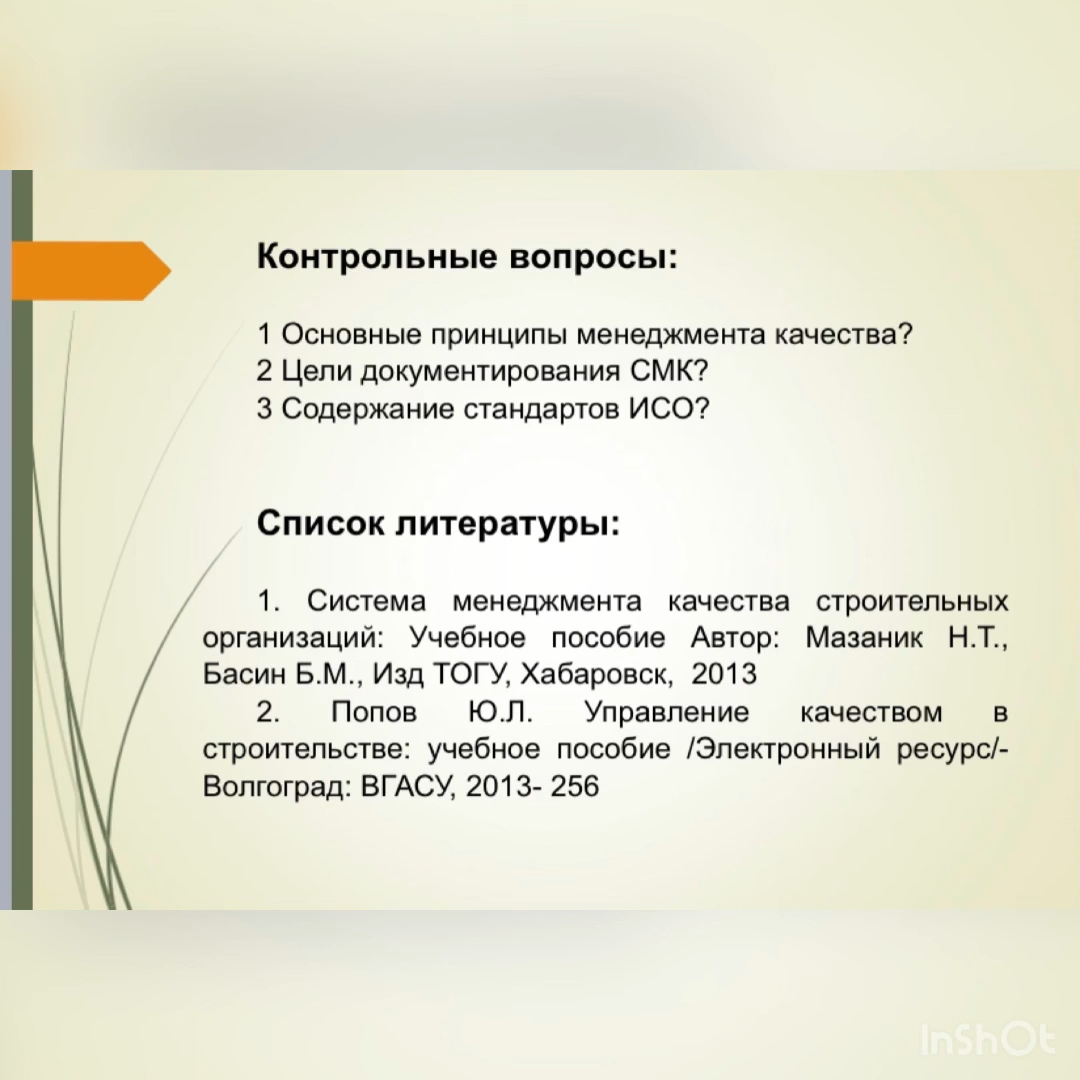 Контрольные вопросы:
1 Основные принципы менеджмента качества?
2 Цели документирования СМК?
3 Содержание стандартов ИСО?
Список литературы:
1. Система менеджмента качества строительных
организаций: Учебное пособие Автор: Мазаник Н.Т.,
Басин Б.М., Изд ТОГУ, Хабаровск, 2013
2. Попов Ю.Л. Управление качеством в
строительстве: учебное пособие /Электронный ресурс/-
Волгоград: ВГАСУ, 2013- 256
InShOt